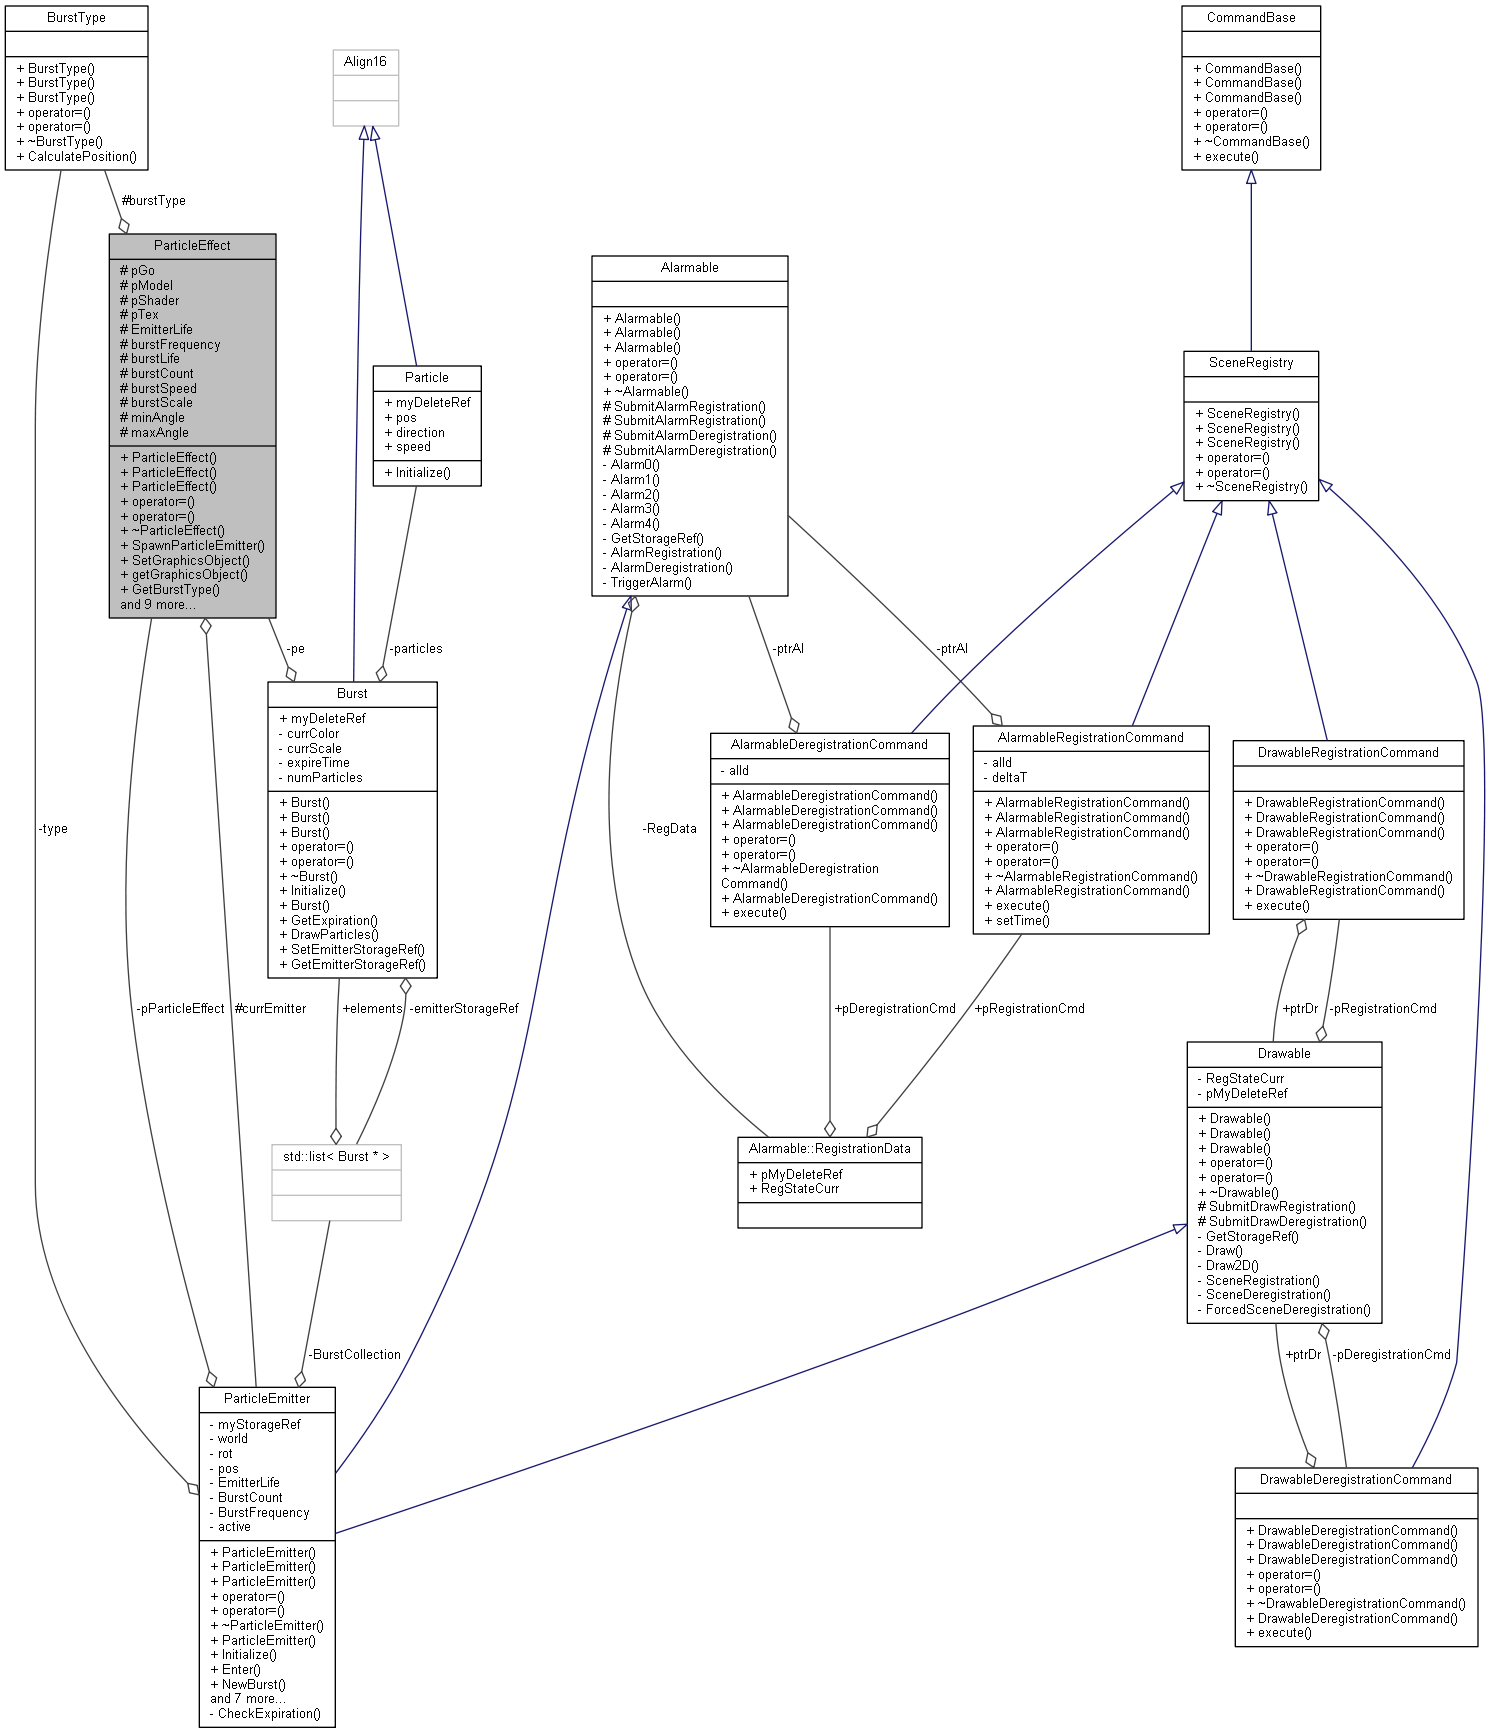 BurstType
+ BurstType()
+ BurstType()
+ BurstType()
+ operator=()
+ operator=()
+ ~BurstType()
+ CalculatePosition()
Align16
CommandBase
+ CommandBase()
+ CommandBase()
+ CommandBase()
+ operator=()
+ operator=()
+ ~CommandBase()
+ execute()
#burstType
ParticleEffect
# pGo
# pModel
# pShader
# pTex
# EmitterLife
# burstFrequency
# burstLife
# burstCount
# burstSpeed
# burstScale
# minAngle
# maxAngle
+ ParticleEffect()
+ ParticleEffect()
+ ParticleEffect()
+ operator=()
+ operator=()
+ ~ParticleEffect()
+ SpawnParticleEmitter()
+ SetGraphicsObject()
+ getGraphicsObject()
+ GetBurstType()
and 9 more...
Particle
+ myDeleteRef
+ pos
+ direction
+ speed
+ Initialize()
Alarmable
+ Alarmable()
+ Alarmable()
+ Alarmable()
+ operator=()
+ operator=()
+ ~Alarmable()
# SubmitAlarmRegistration()
# SubmitAlarmRegistration()
# SubmitAlarmDeregistration()
# SubmitAlarmDeregistration()
- Alarm0()
- Alarm1()
- Alarm2()
- Alarm3()
- Alarm4()
- GetStorageRef()
- AlarmRegistration()
- AlarmDeregistration()
- TriggerAlarm()
SceneRegistry
+ SceneRegistry()
+ SceneRegistry()
+ SceneRegistry()
+ operator=()
+ operator=()
+ ~SceneRegistry()
-pe
-particles
-ptrAl
-ptrAl
Burst
+ myDeleteRef
- currColor
- currScale
- expireTime
- numParticles
+ Burst()
+ Burst()
+ Burst()
+ operator=()
+ operator=()
+ ~Burst()
+ Initialize()
+ Burst()
+ GetExpiration()
+ DrawParticles()
+ SetEmitterStorageRef()
+ GetEmitterStorageRef()
-type
-RegData
AlarmableDeregistrationCommand
- alId
+ AlarmableDeregistrationCommand()
+ AlarmableDeregistrationCommand()
+ AlarmableDeregistrationCommand()
+ operator=()
+ operator=()
+ ~AlarmableDeregistration
Command()
+ AlarmableDeregistrationCommand()
+ execute()
AlarmableRegistrationCommand
- alId
- deltaT
+ AlarmableRegistrationCommand()
+ AlarmableRegistrationCommand()
+ AlarmableRegistrationCommand()
+ operator=()
+ operator=()
+ ~AlarmableRegistrationCommand()
+ AlarmableRegistrationCommand()
+ execute()
+ setTime()
DrawableRegistrationCommand
+ DrawableRegistrationCommand()
+ DrawableRegistrationCommand()
+ DrawableRegistrationCommand()
+ operator=()
+ operator=()
+ ~DrawableRegistrationCommand()
+ DrawableRegistrationCommand()
+ execute()
-pParticleEffect
#currEmitter
+elements
-emitterStorageRef
+pDeregistrationCmd
+pRegistrationCmd
+ptrDr
-pRegistrationCmd
std::list< Burst * >
Alarmable::RegistrationData
+ pMyDeleteRef
+ RegStateCurr
Drawable
- RegStateCurr
- pMyDeleteRef
+ Drawable()
+ Drawable()
+ Drawable()
+ operator=()
+ operator=()
+ ~Drawable()
# SubmitDrawRegistration()
# SubmitDrawDeregistration()
- GetStorageRef()
- Draw()
- Draw2D()
- SceneRegistration()
- SceneDeregistration()
- ForcedSceneDeregistration()
-BurstCollection
+ptrDr
-pDeregistrationCmd
ParticleEmitter
- myStorageRef
- world
- rot
- pos
- EmitterLife
- BurstCount
- BurstFrequency
- active
+ ParticleEmitter()
+ ParticleEmitter()
+ ParticleEmitter()
+ operator=()
+ operator=()
+ ~ParticleEmitter()
+ ParticleEmitter()
+ Initialize()
+ Enter()
+ NewBurst()
and 7 more...
- CheckExpiration()
DrawableDeregistrationCommand
+ DrawableDeregistrationCommand()
+ DrawableDeregistrationCommand()
+ DrawableDeregistrationCommand()
+ operator=()
+ operator=()
+ ~DrawableDeregistrationCommand()
+ DrawableDeregistrationCommand()
+ execute()